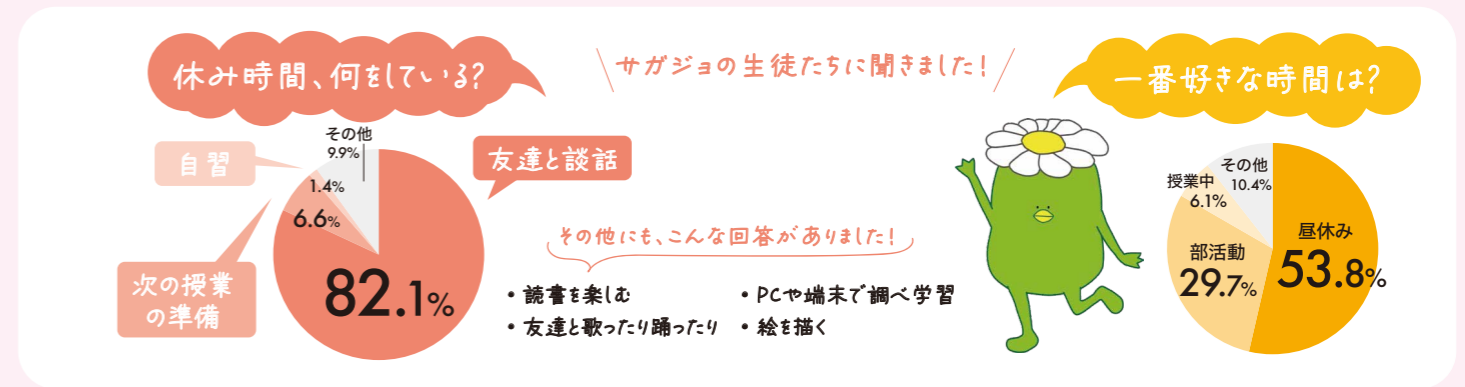 サガジョの生徒たちに聞きました!
休み時間、何をしている?
その他
9.9%
自習
1.4%
6.6%
次の授業
の準備
友達と談話
82.1%
その他にも、こんな回答がありました!
・読書を楽しむ
・友達と歌ったり踊ったり
・PCや端末で調べ学習
・絵を描く
一番好きな時間は?
その他
10.4%
授業中
6.1%
部活動
29.7%
昼休み
53.8%